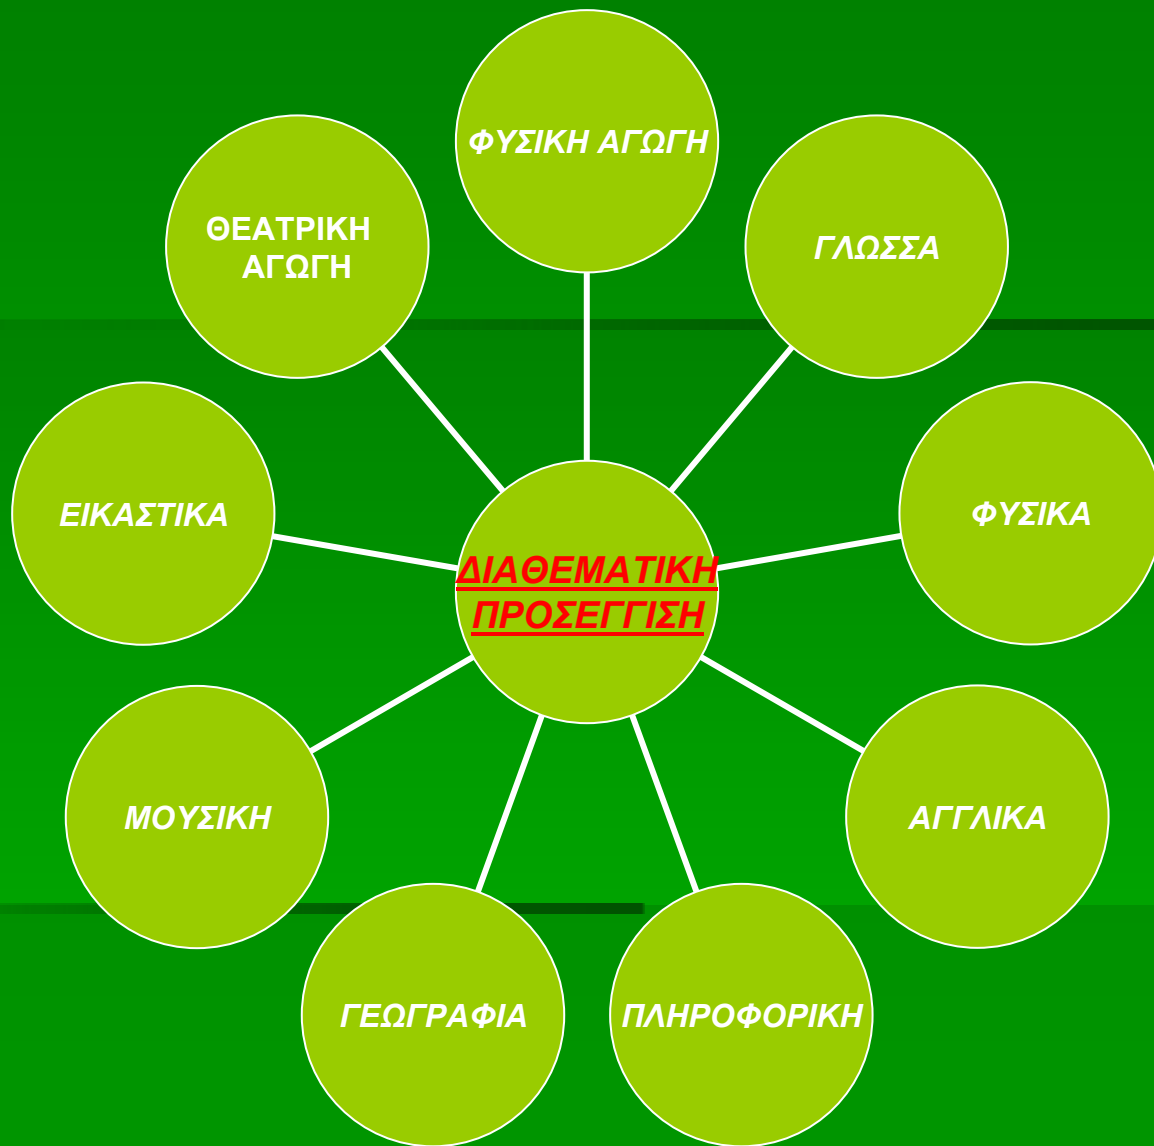 ΦΥΣΙΚΗ ΑΓΩΓΗ
ΘΕΑΤΡΙΚΗ
ΑΓΩΓΗ
ΓΛΩΣΣΑ
ΕΙΚΑΣΤΙΚΑ
ΦΥΣΙΚΑ
ΔΙΑΘΕΜΑΤΙΚΗ
ΠΡΟΣΕΓΓΙΣΗ
ΜΟΥΣΙΚΗ
ΑΓΓΛΙΚΑ
ΓΕΩΓΡΑΦΙΑ
ΠΛΗΡΟΦΟΡΙΚΗ